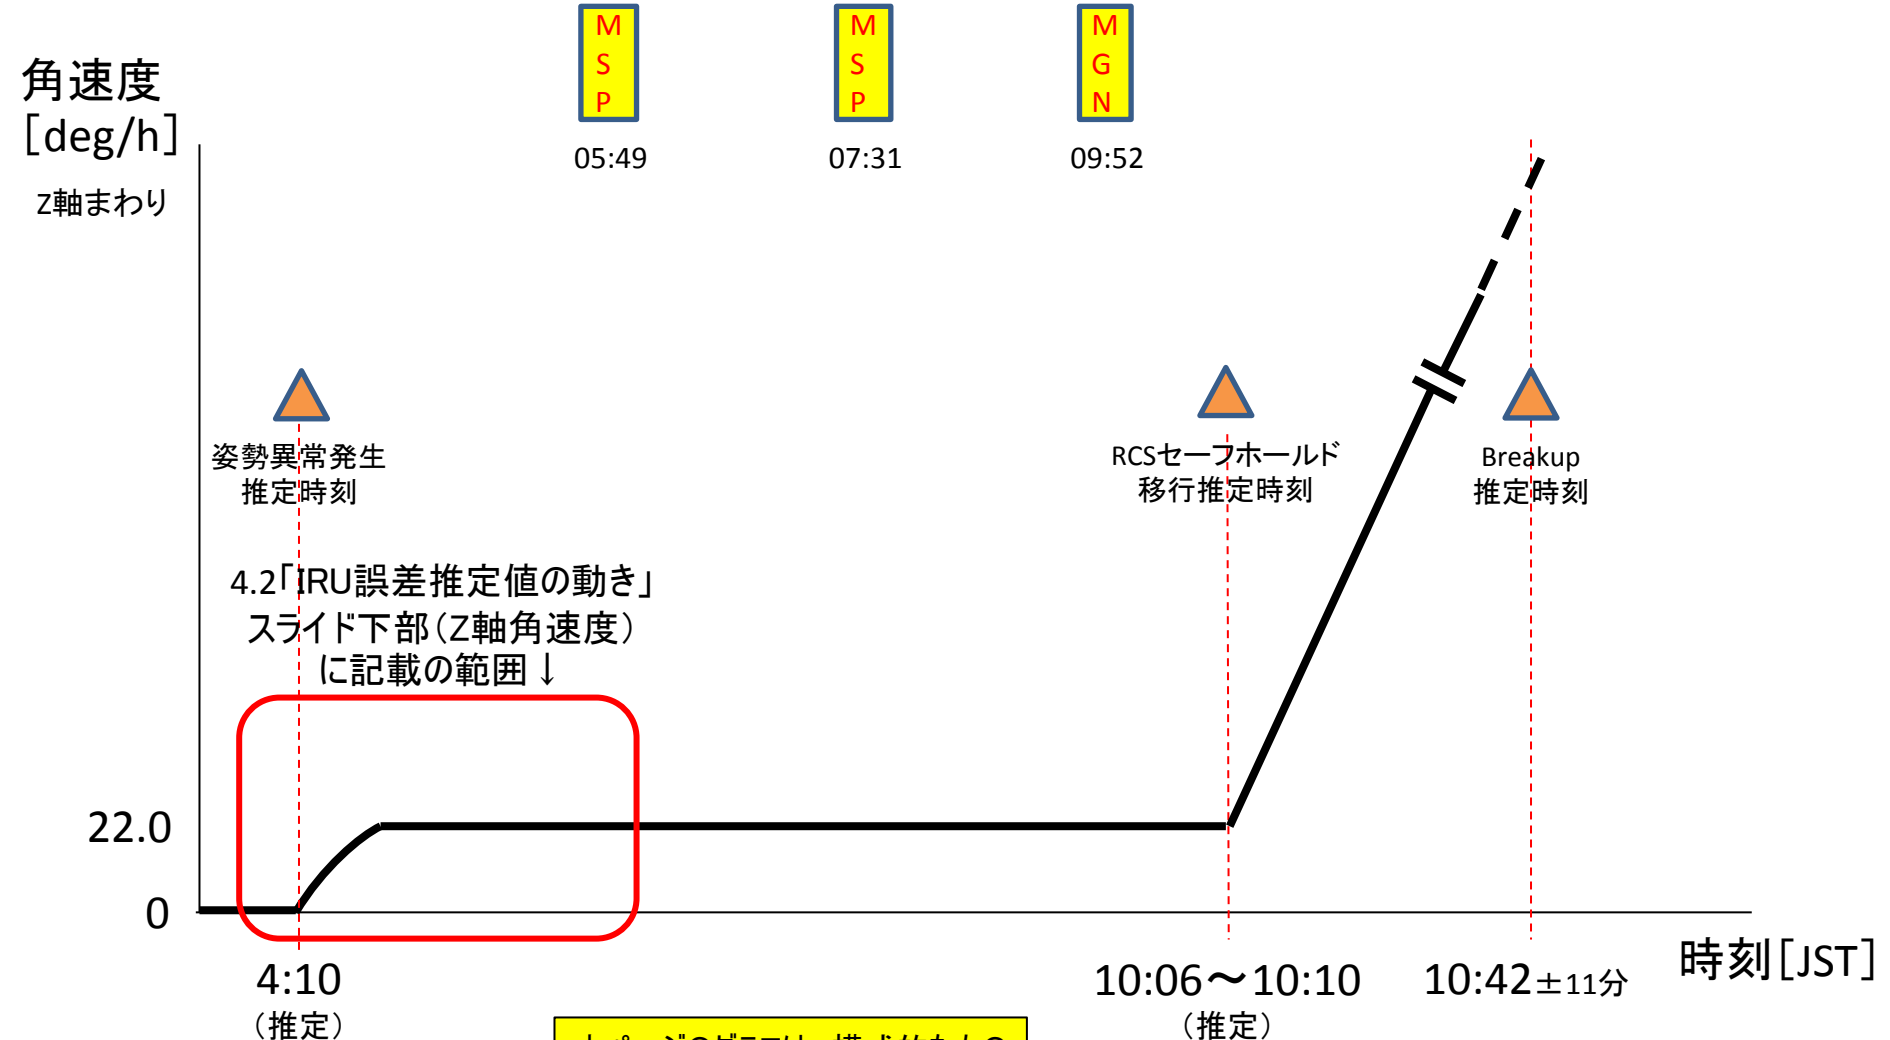 M
S
P
M
S
P
M
G
N
05:49
07:31
09:52
角速度
[deg/h]
Z軸まわり
姿勢異常発生
推定時刻
RCSセーフホールド
移行推定時刻
Breakup
推定時刻
4.2「IRU誤差推定値の動き」
スライド下部(Z軸角速度)
に記載の範囲↓
22.0
0
4:10
(推定)
10:06～10:10
(推定)
10:42±11分
時刻[JST]